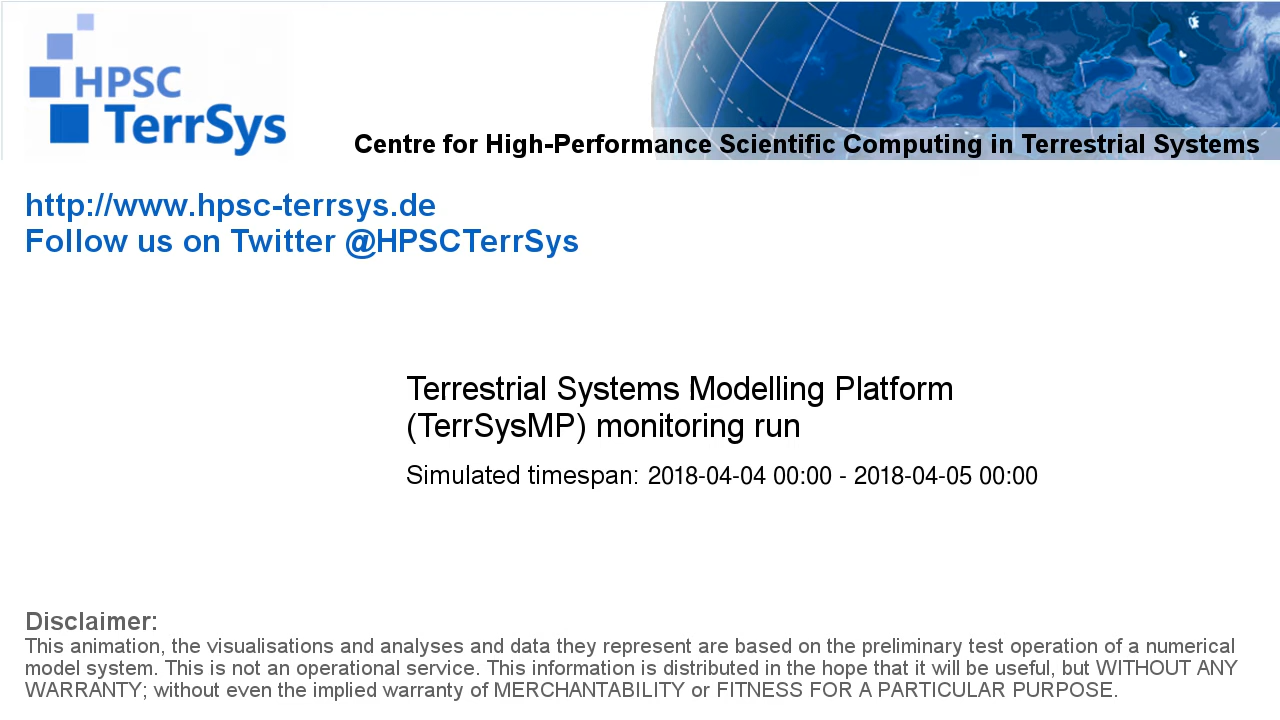 HPSC
TerrSys
Centre for High-Performance Scientific Computing in Terrestrial Systems
http://www.hpsc-terrsys.de
Follow us on Twitter @HPSCTerrSys
Terrestrial Systems Modelling Platform
(TerrSysMP) monitoring run
Simulated timespan: 2018-04-04 00:00 - 2018-04-05 00:00
Disclaimer:
This animation, the visualisations and analyses and data they represent are based on the preliminary test operation of a numerical
model system. This is not an operational service. This information is distributed in the hope that it will be useful, but WITHOUT ANY
WARRANTY; without even the implied warranty of MERCHANTABILITY or FITNESS FOR A PARTICULAR PURPOSE.